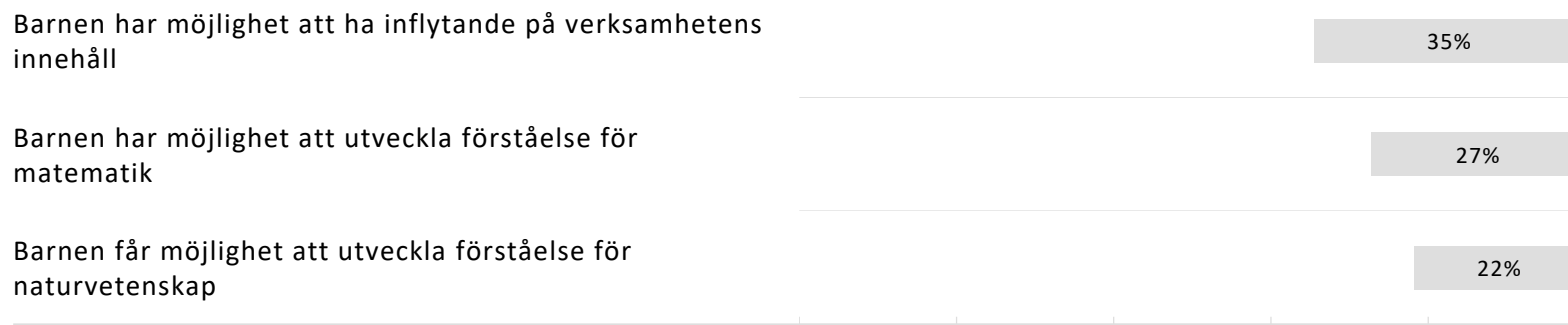 Barnen har möjlighet att ha inflytande på verksamhetens
innehåll
35%
Barnen har möjlighet att utveckla förståelse för
matematik
27%
Barnen får möjlighet att utveckla förståelse för
naturvetenskap
22%